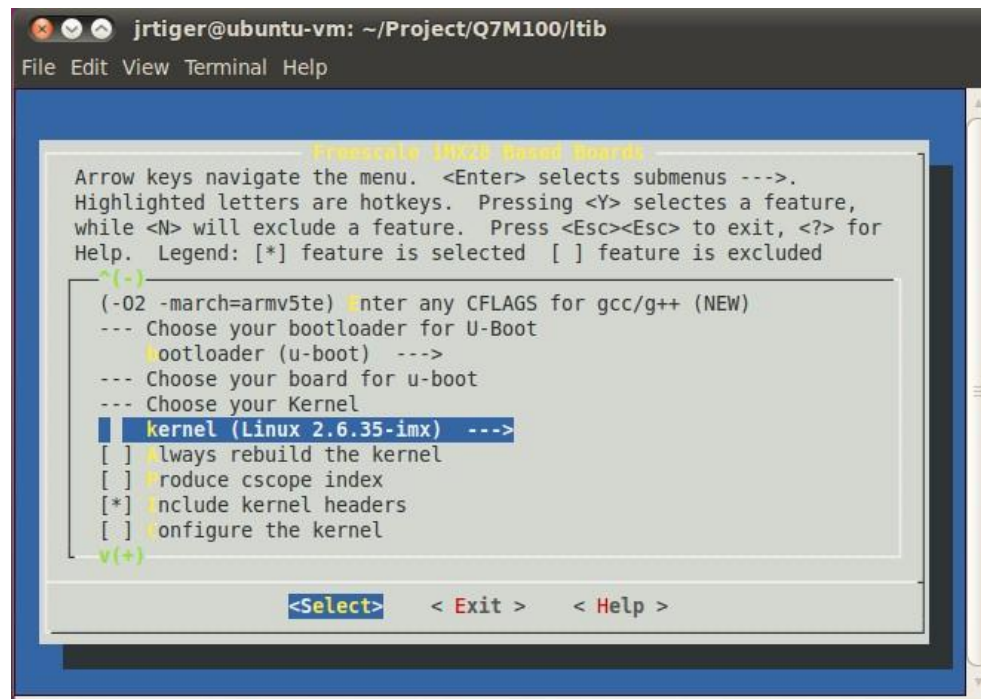 jrtiger@ubuntu-vm: ~/Project/Q7M100/ltib
File Edit View Terminal Help
Freescale iMX28 Based Boards
Arrow keys navigate the menu. <Enter> selects submenus --->.
Highlighted letters are hotkeys. Pressing <Y> selectes a feature,
while <N> will exclude a feature. Press <Esc><Esc> to exit, <?> for
Help. Legend: [*] feature is selected [ ] feature is excluded
^(-)
(-O2 -march=armv5te) Enter any CFLAGS for gcc/g++ (NEW)
--- Choose your bootloader for U-Boot
bootloader (u-boot) --->
--- Choose your board for u-boot
--- Choose your Kernel
kernel (Linux 2.6.35-imx) --->
[ ] Always rebuild the kernel
[ ] Produce cscope index
[*] Include kernel headers
[ ] Configure the kernel
v(+)
<Select> < Exit > < Help >